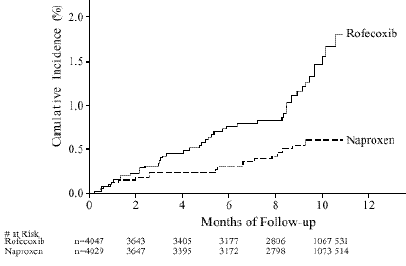 Cumulative Incidence (%)
2.0
1.5
1.0
0.5
0.0
0 2 4 6 8 10 12
Months of Follow-up
Rofecoxib
Naproxen
# at Risk
Rofecoxib n=4047 3643 3405 3177 2806 1067 531
Naproxen n=4029 3647 3395 3172 2798 1073 514